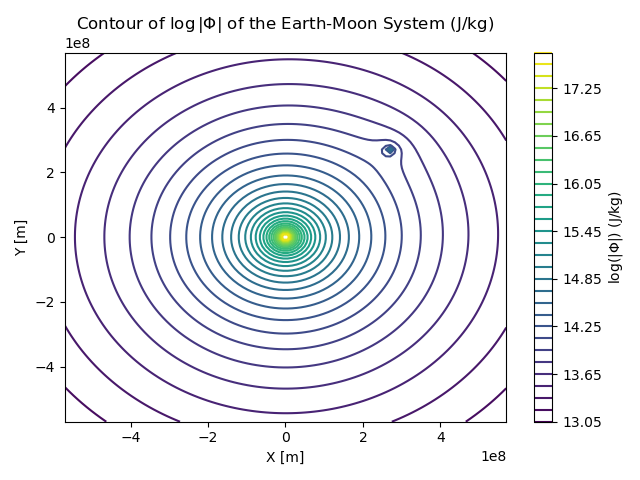 Contour of log|Φ| of the Earth-Moon System (J/kg)
1e8
4
2
0
−2
−4
Y [m]
−4 −2 0 2 4
X [m]
1e8
17.25
16.65
16.05
15.45
14.85
14.25
13.65
13.05
log(|Φ|) (J/kg)